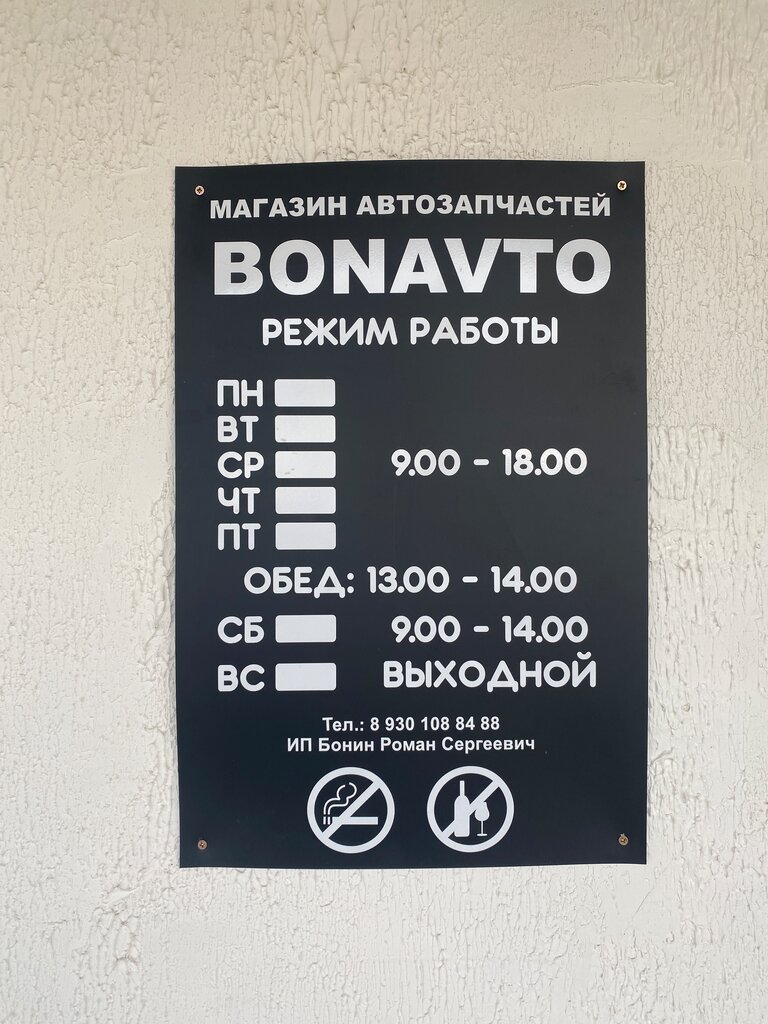 МАГАЗИН АВТОЗАПЧАСТЕЙ
BONAVTO
РЕЖИМ РАБОТЫ
ПН
ВТ
СР 9.00 - 18.00
ЧТ
ПТ
ОБЕД: 13.00 - 14.00
СБ 9.00 - 14.00
ВС ВЫХОДНОЙ
Тел.: 8 930 108 84 88
ИП Бонин Роман Сергеевич